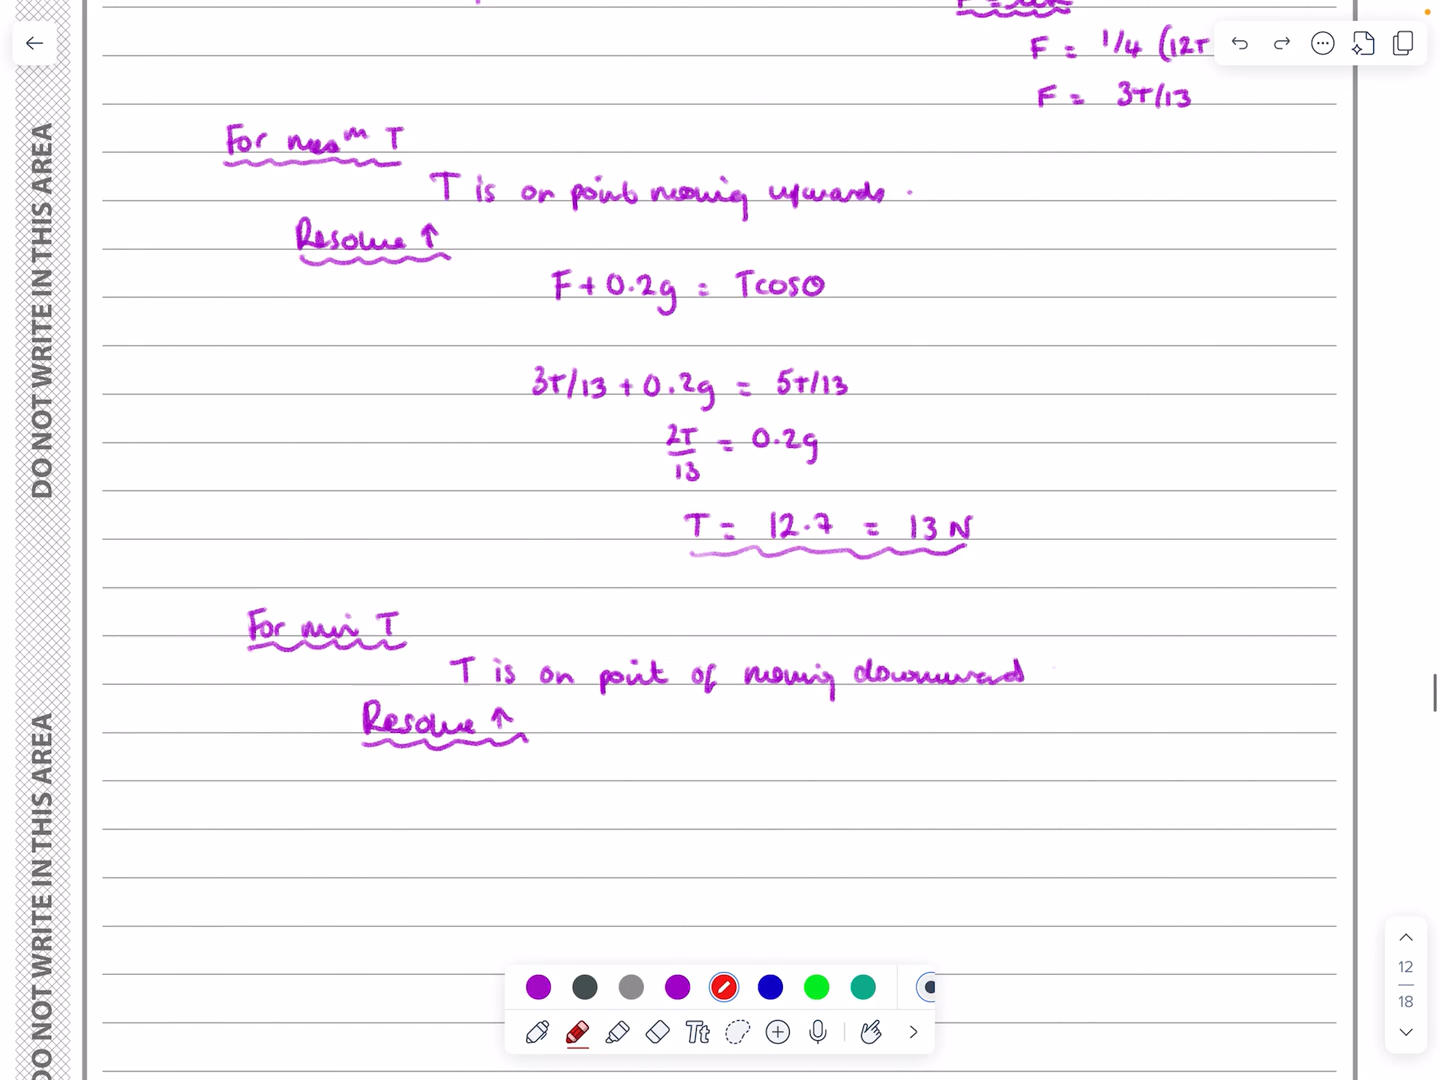 F = 1/4 (12T
F = 3T/13
For maxᵐ T
T is on point moving upwards.
Resolve ↑
F + 0.2g = Tcosθ
3T/13 + 0.2g = 5T/13
2T/13 = 0.2g
T = 12.7 = 13 N
For min T
T is on point of moving downward
Resolve ↑
DO NOT WRITE IN THIS AREA
DO NOT WRITE IN THIS AREA
Tt
12
18